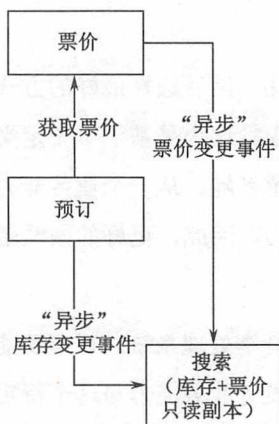 票价
获取票价
“异步”
票价变更事件
预订
“异步”
库存变更事件
搜索
（库存+票价
只读副本）